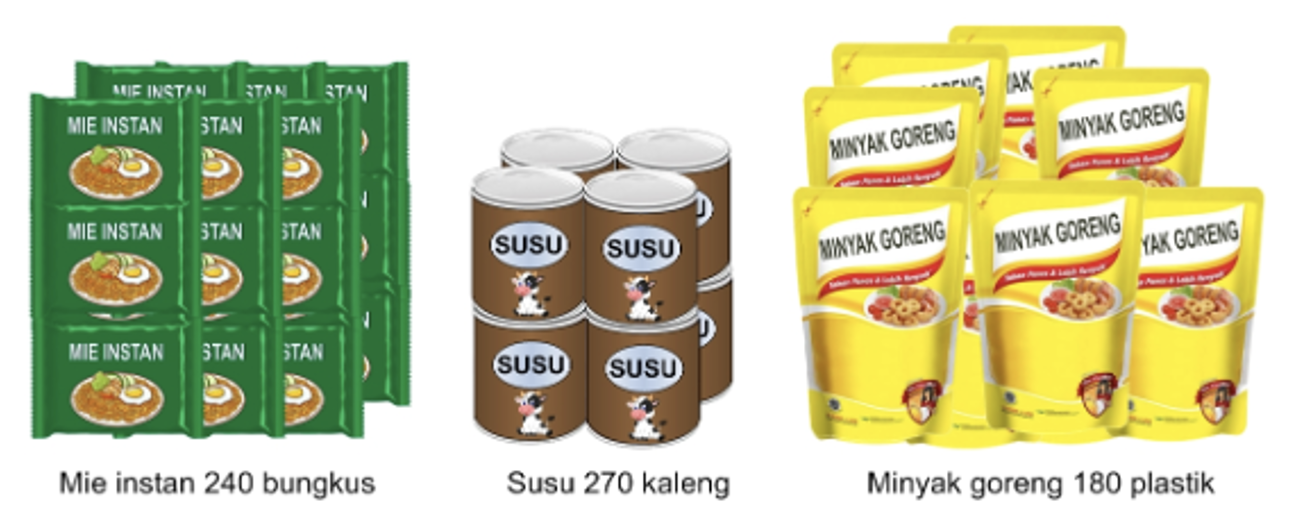 MIE INSTAN STAN STAN
MIE INSTAN STAN STAN
MIE INSTAN STAN STAN
MIE INSTAN STAN STAN
SUSU SUSU
SUSU SUSU
MINYAK GORENG
MINYAK GORENG
MINYAK GORENG
MINYAK GORENG
Mie instan 240 bungkus
Susu 270 kaleng
Minyak goreng 180 plastik